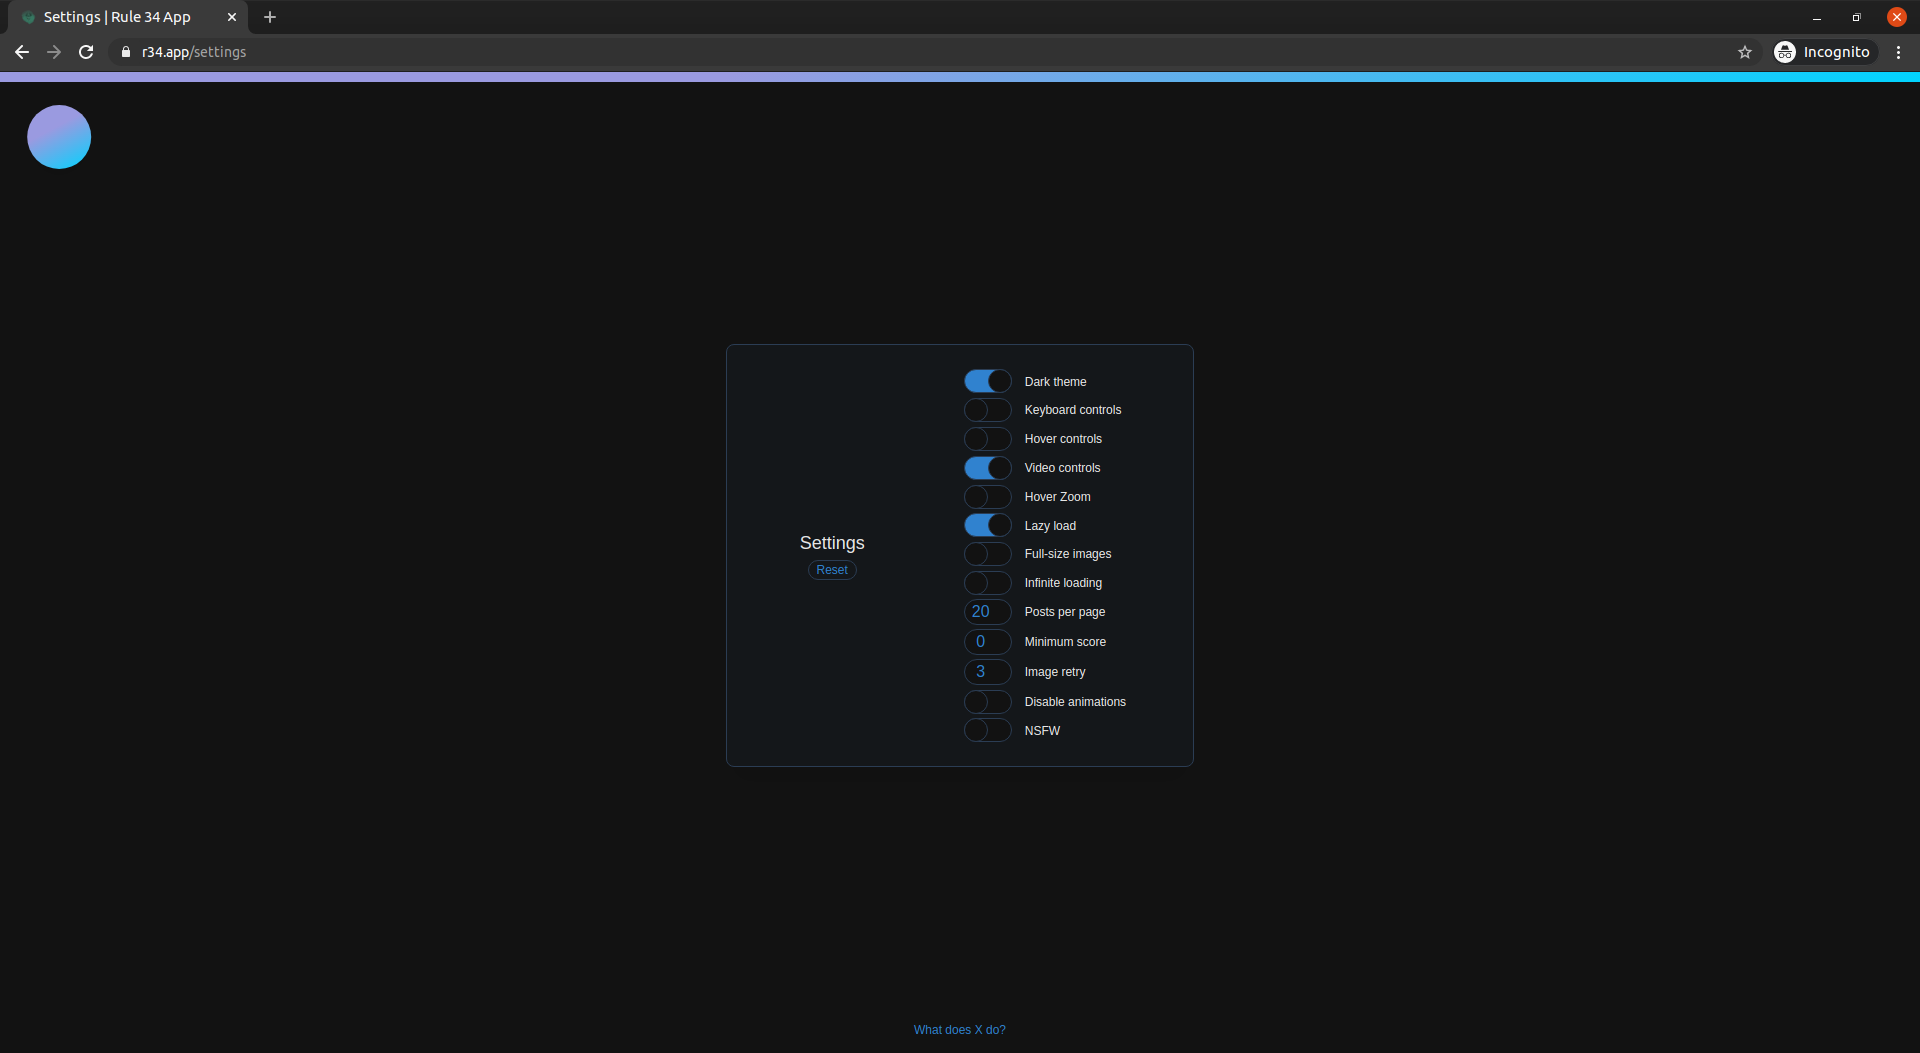 Settings | Rule 34 App
r34.app/settings
Incognito
Settings
Reset
Dark theme
Keyboard controls
Hover controls
Video controls
Hover Zoom
Lazy load
Full-size images
Infinite loading
20 Posts per page
0 Minimum score
3 Image retry
Disable animations
NSFW
What does X do?